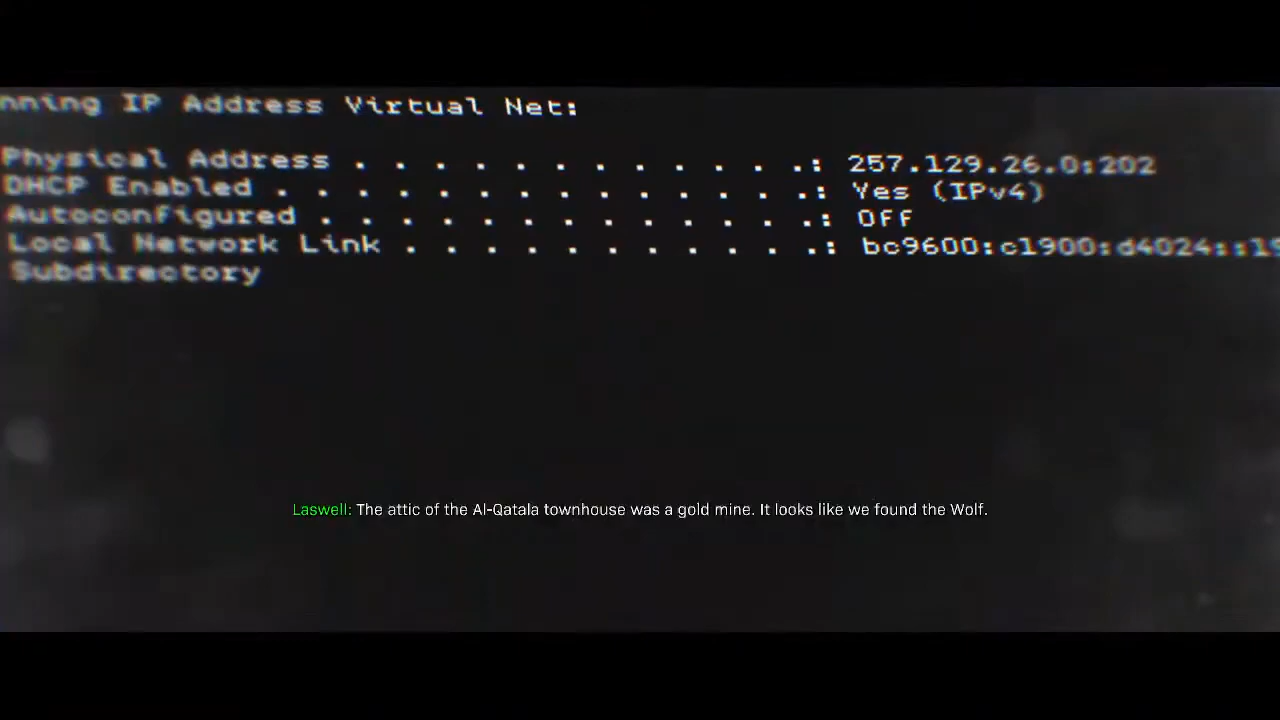 nning IP Address Virtual Net:
Physical Address . . . . . . . . . . . .: 257.129.26.0:202
DHCP Enabled . . . . . . . . . . . . . .: Yes (IPv4)
Autoconfigured . . . . . . . . . . . . .: Off
Local Network Link . . . . . . . . . . .: bc9600:c1900:d4024::19
Subdirectory
Laswell: The attic of the Al-Qatala townhouse was a gold mine. It looks like we found the Wolf.